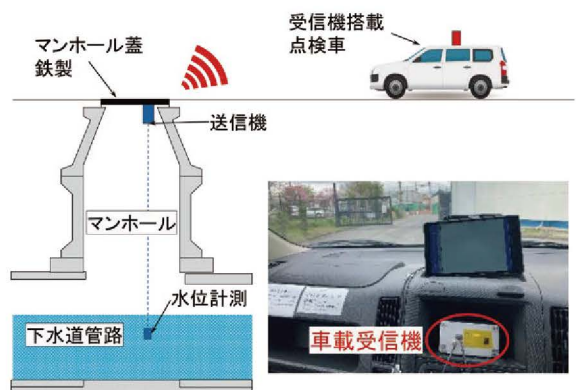 マンホール蓋
鉄製
受信機搭載
点検車
送信機
マンホール
水位計測
下水道管路
車載受信機